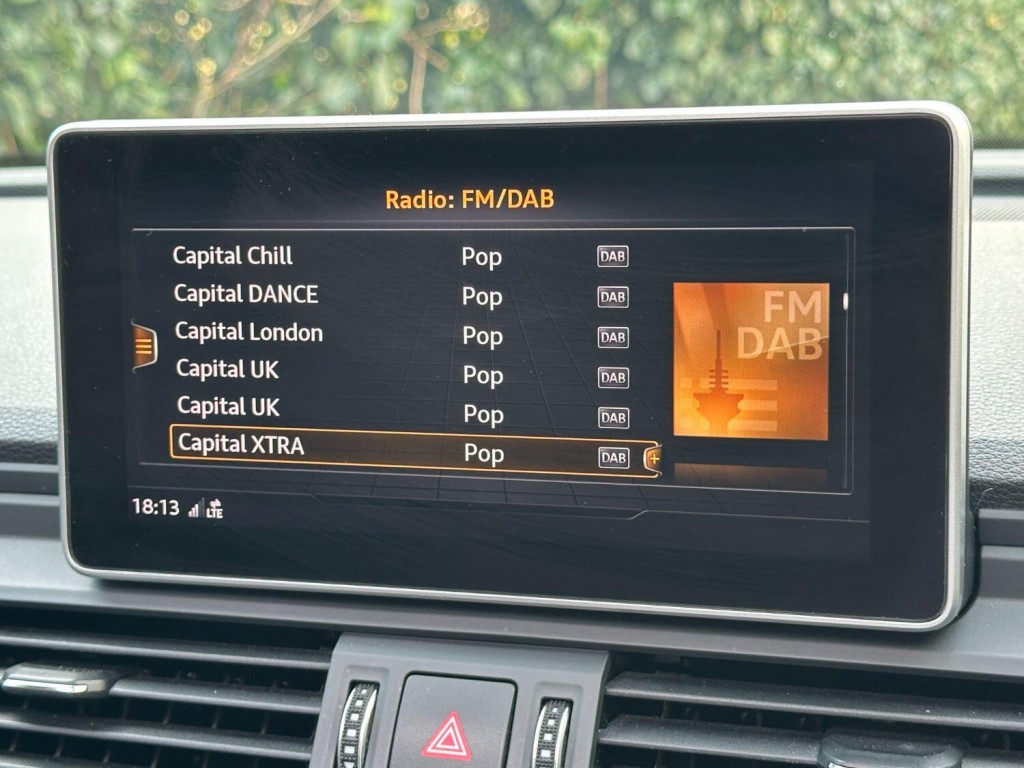 Radio: FM/DAB
Capital Chill Pop DAB
Capital DANCE Pop DAB
Capital London Pop DAB
Capital UK Pop DAB
Capital UK Pop DAB
Capital XTRA Pop DAB +
FM
DAB
18:13 LTE